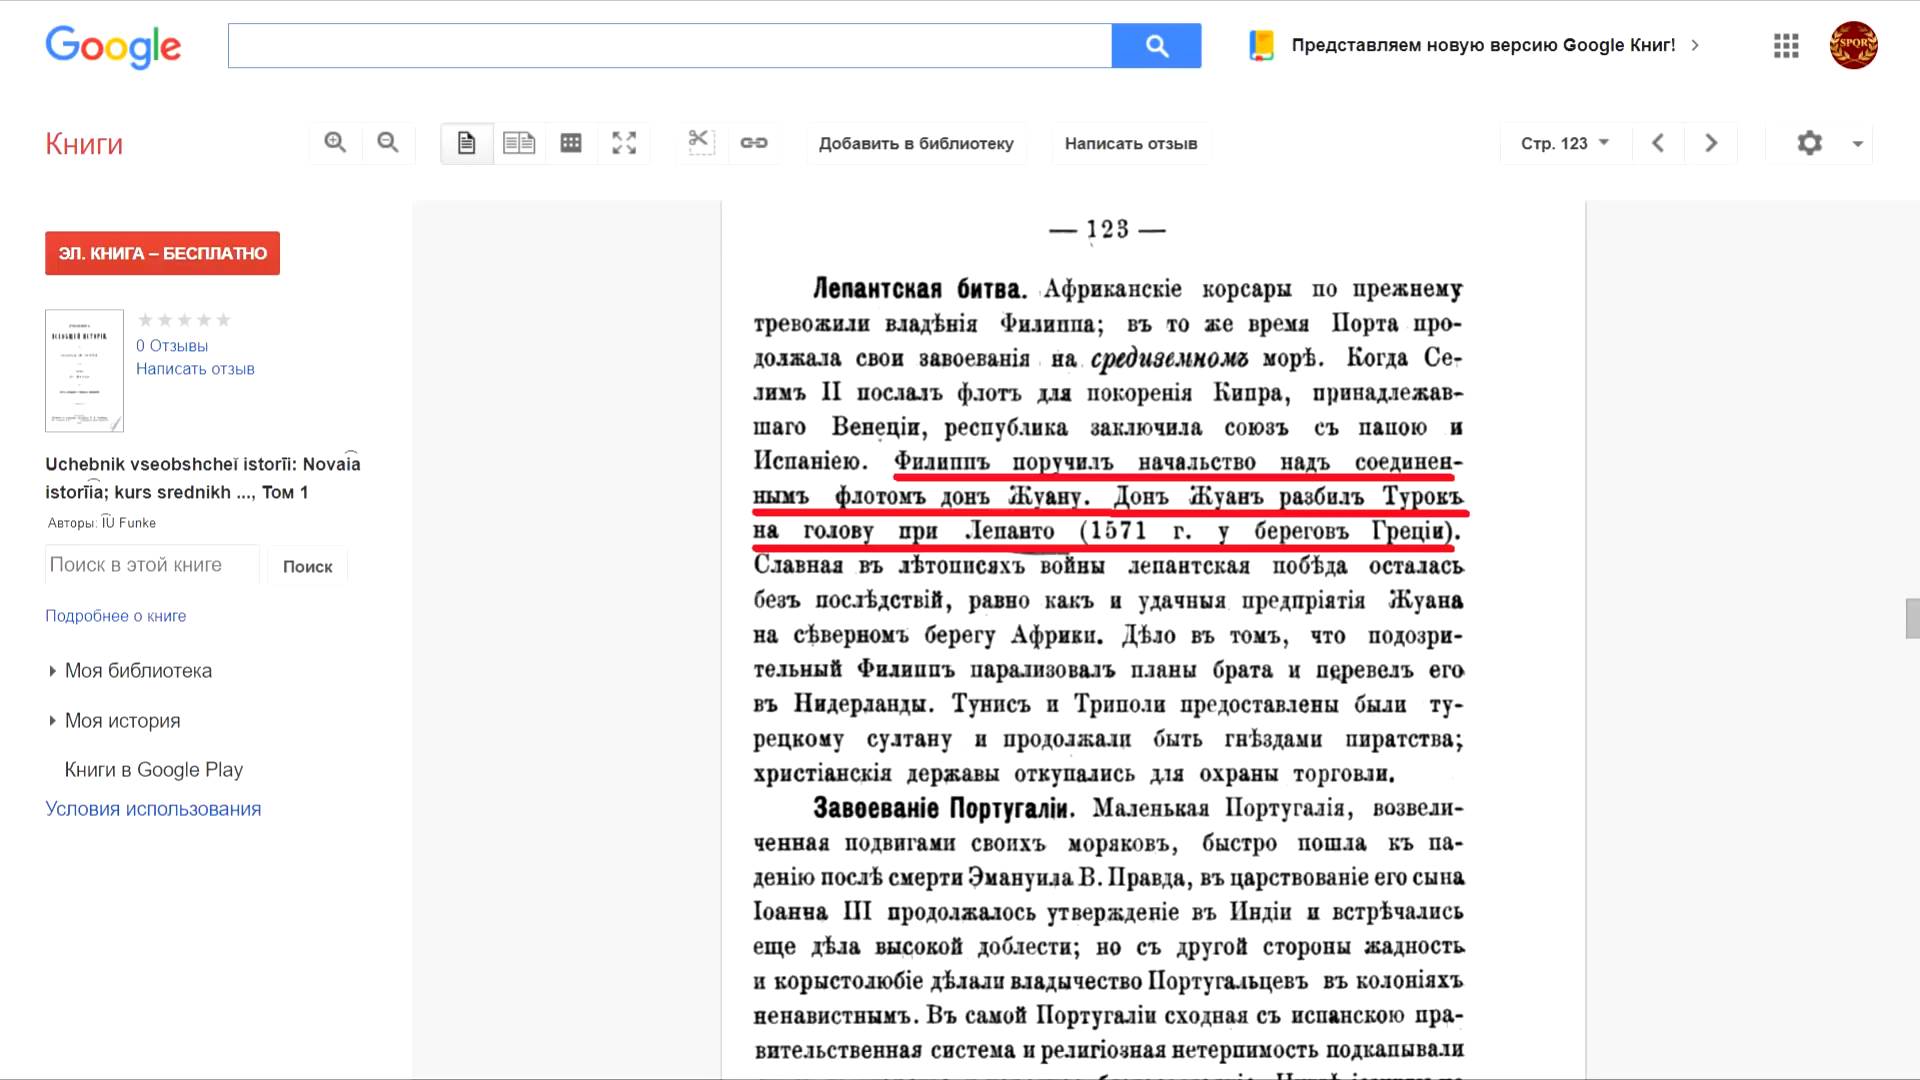 Google
Представляем новую версию Google Книг!
SPQR
Книги
Добавить в библиотеку
Написать отзыв
Стр. 123
ЭЛ. КНИГА – БЕСПЛАТНО
ВСЕОБЩЕЙ ИСТОРІИ
0 Отзывы
Написать отзыв
Uchebnik vseobshcheĭ istorīi: Novai͡a
istorīi͡a; kurs srednikh ..., Том 1
Авторы: I͡U Funke
Поиск в этой книге
Поиск
Подробнее о книге
Моя библиотека
Моя история
Книги в Google Play
Условия использования
— 123 —
Лепантская битва. Африканскіе корсары по прежнему
тревожили владѣнія Филиппа; въ то же время Порта про-
должала свои завоеванія на средиземномъ морѣ. Когда Се-
лимъ II послалъ флотъ для покоренія Кипра, принадлежав-
шаго Венеціи, республика заключила союзъ съ папою и
Испаніею. Филиппъ поручилъ начальство надъ соединен-
нымъ флотомъ донъ Жуану. Донъ Жуанъ разбилъ Турокъ
на голову при Лепанто (1571 г. у береговъ Греціи).
Славная въ лѣтописяхъ войны лепантская побѣда осталась
безъ послѣдствій, равно какъ и удачныя предпріятія Жуана
на сѣверномъ берегу Африки. Дѣло въ томъ, что подозри-
тельный Филиппъ парализовалъ планы брата и перевелъ его
въ Нидерланды. Тунисъ и Триполи предоставлены были ту-
рецкому султану и продолжали быть гнѣздами пиратства;
христіанскія державы откупались для охраны торговли.
Завоеваніе Португаліи. Маленькая Португалія, возвели-
ченная подвигами своихъ моряковъ, быстро пошла къ па-
денію послѣ смерти Эмануила В. Правда, въ царствованіе его сына
Іоанна III продолжалось утвержденіе въ Индіи и встрѣчались
еще дѣла высокой доблести; но съ другой стороны жадность
и корыстолюбіе дѣлали владычество Португальцевъ въ колоніяхъ
ненавистнымъ. Въ самой Португаліи сходная съ испанскою пра-
вительственная система и религіозная нетерпимость подкапывали